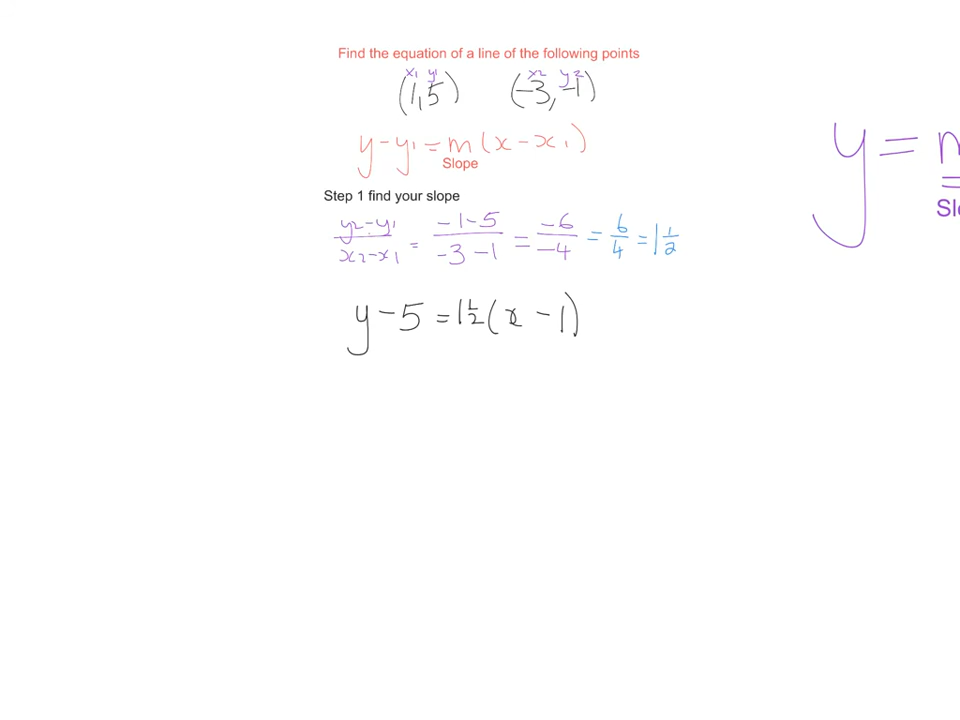 Find the equation of a line of the following points
x1 y1 x2 y2
(1,5) (-3,-1)
y-y1=m(x-x1)
Slope
Step 1 find your slope
y2-y1/x2-x1 = -1-5/-3-1 = -6/-4 = 6/4 = 1 1/2
y-5=1 1/2(x-1)
y=m
Sl